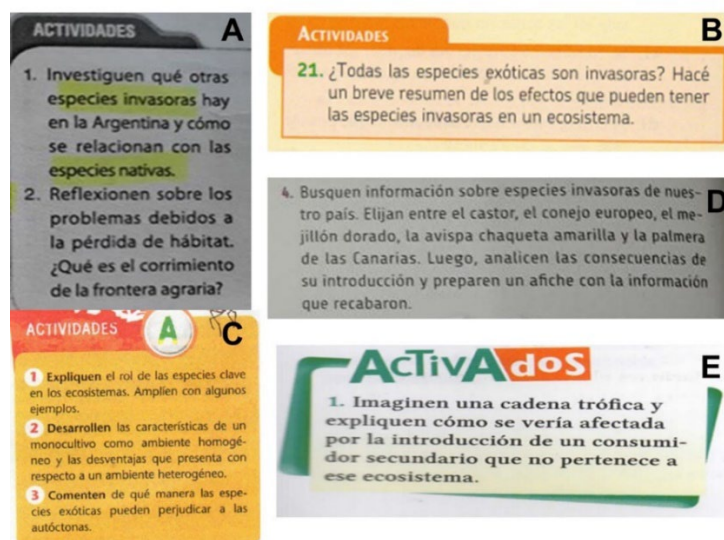 ACTIVIDADES
A
1. Investiguen qué otras
especies invasoras hay
en la Argentina y cómo
se relacionan con las
especies nativas.
2. Reflexionen sobre los
problemas debidos a
la pérdida de hábitat.
¿Qué es el corrimiento
de la frontera agraria?
ACTIVIDADES
B
21. ¿Todas las especies exóticas son invasoras? Hacé
un breve resumen de los efectos que pueden tener
las especies invasoras en un ecosistema.
ACTIVIDADES
A
C
1 Expliquen el rol de las especies clave
en los ecosistemas. Amplíen con algunos
ejemplos.
2 Desarrollen las características de un
monocultivo como ambiente homogé-
neo y las desventajas que presenta con
respecto a un ambiente heterogéneo.
3 Comenten de qué manera las espe-
cies exóticas pueden perjudicar a las
autóctonas.
4. Busquen información sobre especies invasoras de nues-
tro país. Elijan entre el castor, el conejo europeo, el me-
jillón dorado, la avispa chaqueta amarilla y la palmera
de las Canarias. Luego, analicen las consecuencias de
su introducción y preparen un afiche con la información
que recabaron.
D
ACTIVADOS
E
1. Imaginen una cadena trófica y
expliquen cómo se vería afectada
por la introducción de un consumi-
dor secundario que no pertenece a
ese ecosistema.